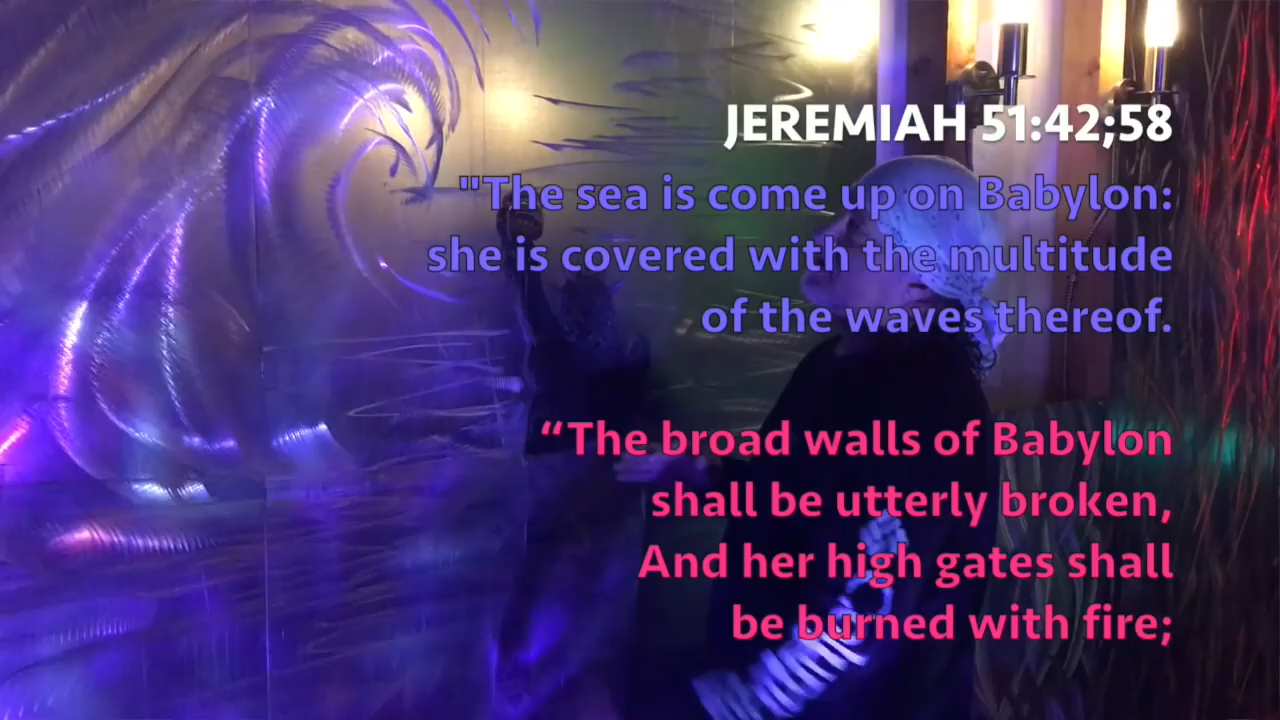 JEREMIAH 51:42;58
"The sea is come up on Babylon:
she is covered with the multitude
of the waves thereof.
“The broad walls of Babylon
shall be utterly broken,
And her high gates shall
be burned with fire;